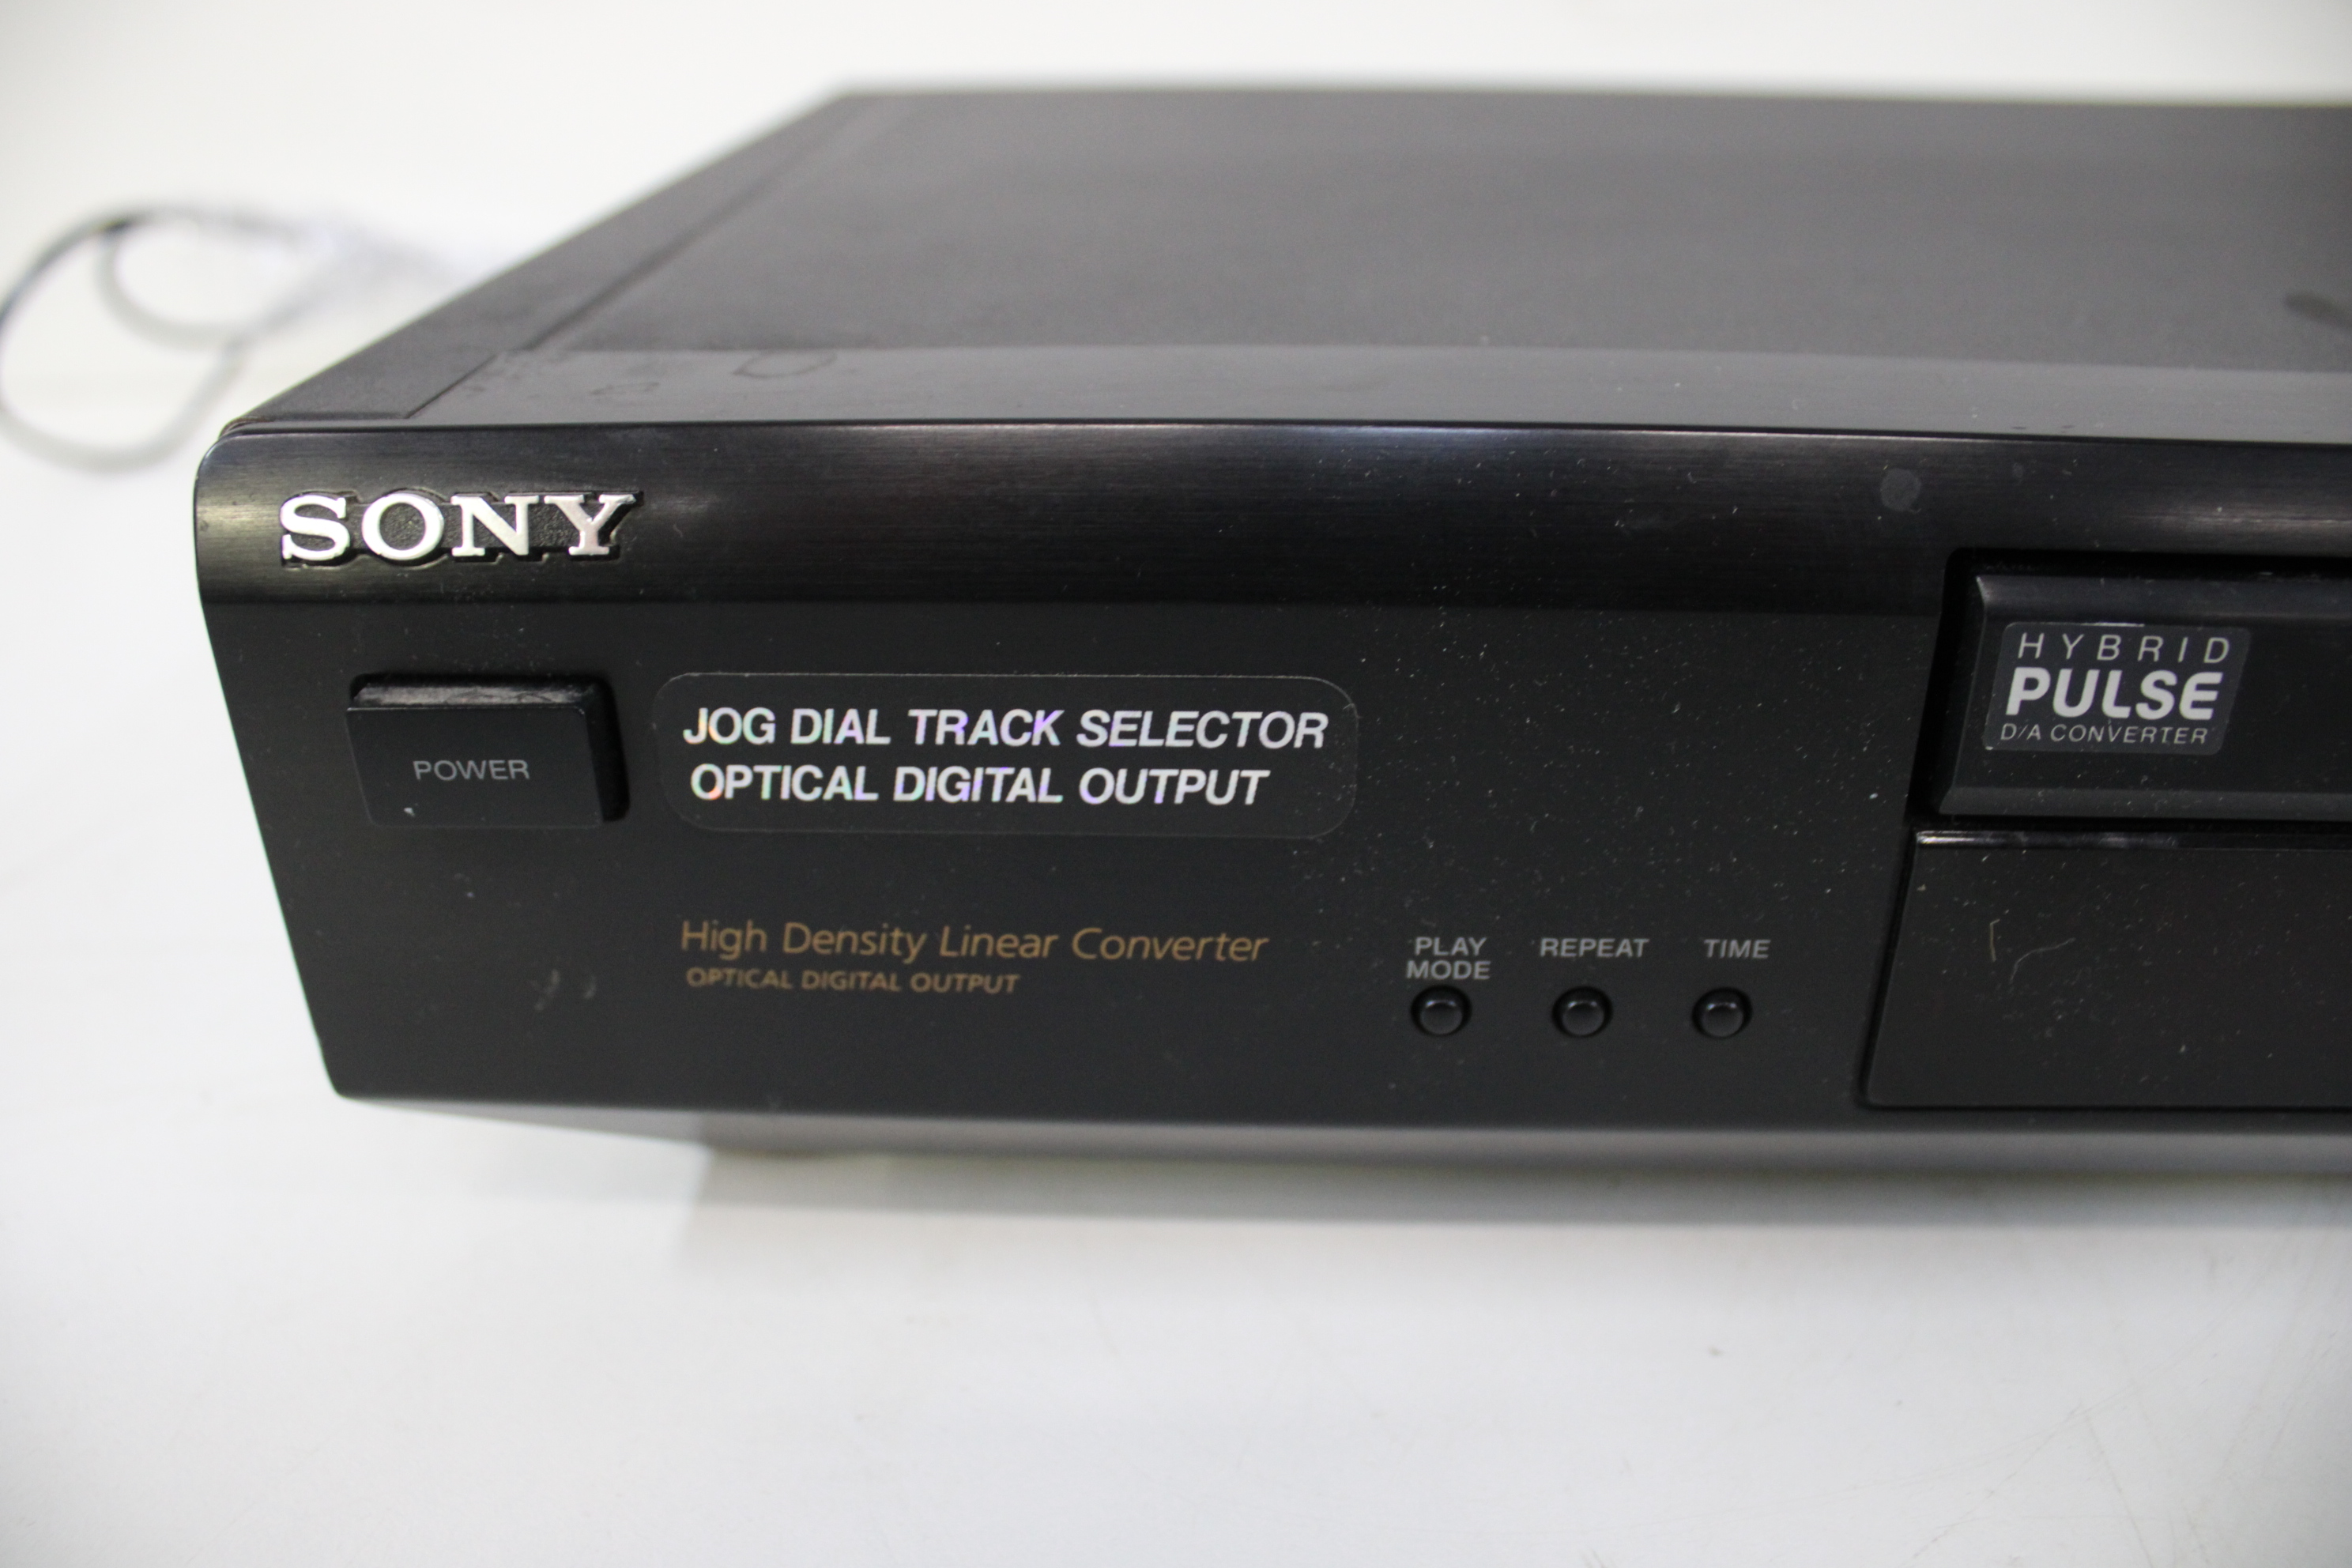 SONY
POWER
JOG DIAL TRACK SELECTOR
OPTICAL DIGITAL OUTPUT
High Density Linear Converter
OPTICAL DIGITAL OUTPUT
PLAY
MODE
REPEAT
TIME
HYBRID
PULSE
D/A CONVERTER